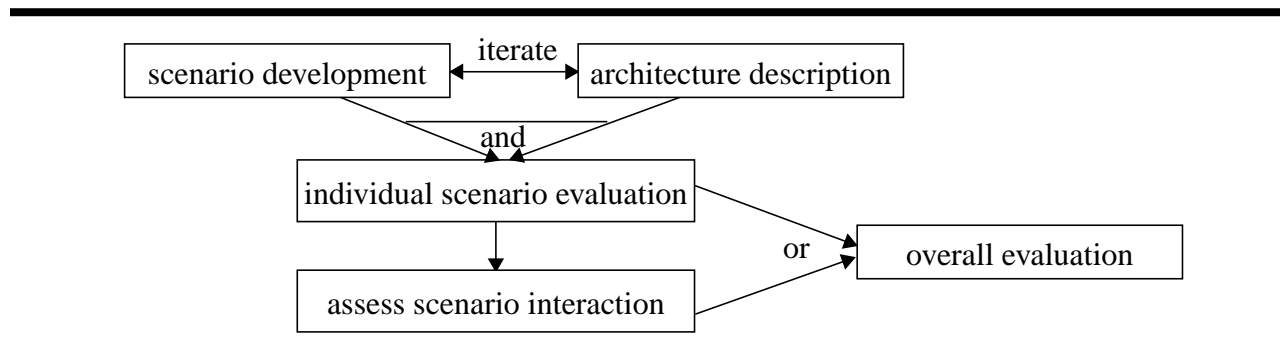 iterate
scenario development
architecture description
and
individual scenario evaluation
or
overall evaluation
assess scenario interaction